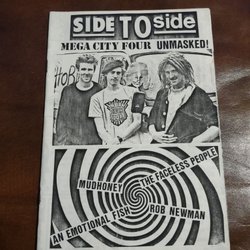 SIDE TO side
MEGA CITY FOUR UNMASKED!
MUDHONEY
THE FACELESS PEOPLE
AN EMOTIONAL FISH
ROB NEWMAN